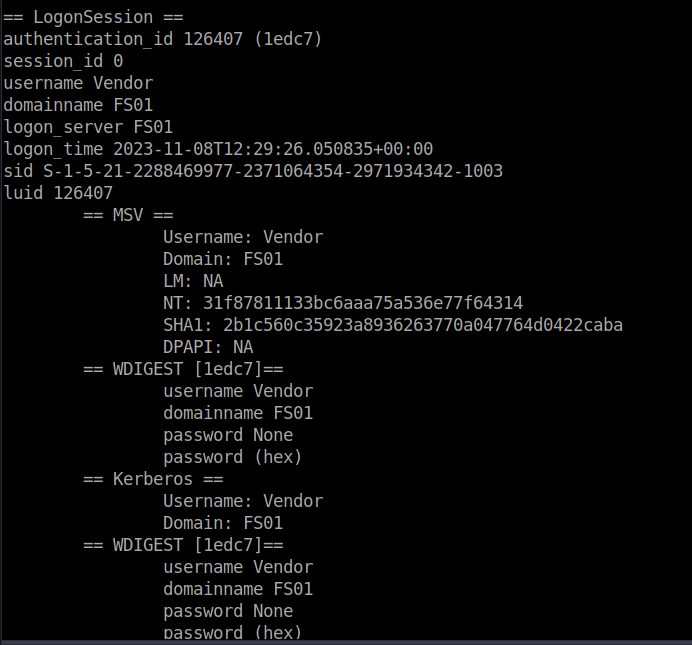 == LogonSession ==
authentication_id 126407 (1edc7)
session_id 0
username Vendor
domainname FS01
logon_server FS01
logon_time 2023-11-08T12:29:26.050835+00:00
sid S-1-5-21-2288469977-2371064354-2971934342-1003
luid 126407
== MSV ==
Username: Vendor
Domain: FS01
LM: NA
NT: 31f87811133bc6aaa75a536e77f64314
SHA1: 2b1c560c35923a8936263770a047764d0422caba
DPAPI: NA
== WDIGEST [1edc7]==
username Vendor
domainname FS01
password None
password (hex)
== Kerberos ==
Username: Vendor
Domain: FS01
== WDIGEST [1edc7]==
username Vendor
domainname FS01
password None
password (hex)